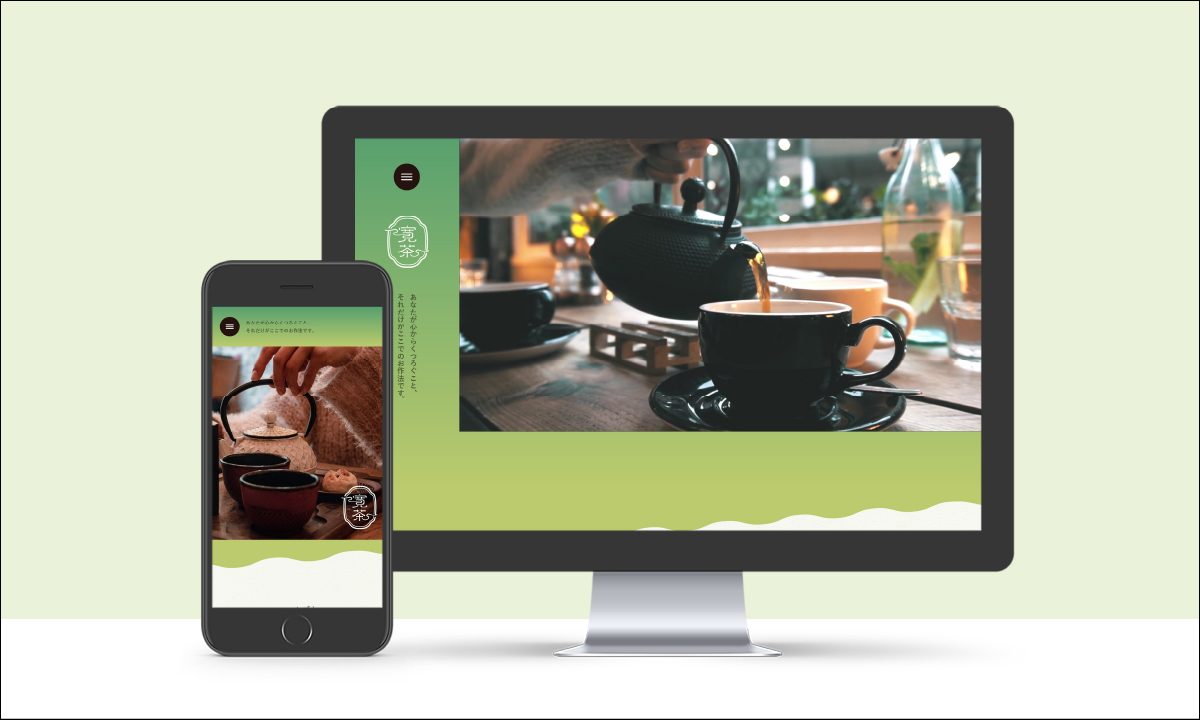 寛茶
あなたが心からくつろぐこと、
それだけがここでのお作法です。
あなたが心からくつろぐこと、
それだけがここでのお作法です。
寛茶